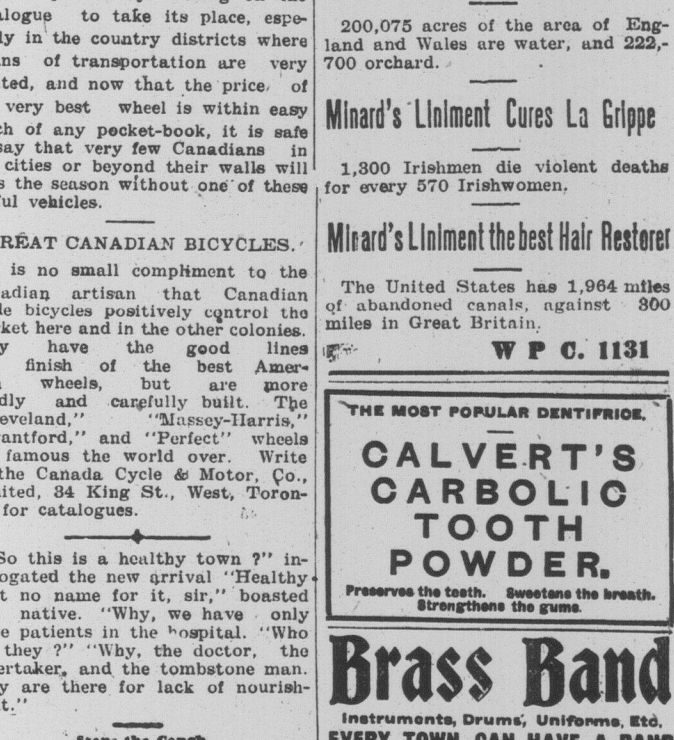 alogue to take its place, espe-
ly in the country districts where
ns of transportation are very
ted, and now that the price of
very best wheel is within easy
ch of any pocket-book, it is safe
say that very few Canadians in
cities or beyond their walls will
s the season without one of these
ful vehicles.
REAT CANADIAN BICYCLES.
is no small compliment to the
adian artisan that Canadian
de bicycles positively control the
ket here and in the other colonies.
y have the good lines
finish of the best Amer-
wheels, but are more
dly and carefully built. The
eveland," "Massey-Harris,"
antford," and "Perfect" wheels
famous the world over. Write
the Canada Cycle & Motor, Co.,
ited, 34 King St., West, Toron-
for catalogues.
So this is a healthy town ?" in-
ogated the new arrival "Healthy
t no name for it, sir," boasted
native. "Why, we have only
e patients in the hospital. "Who
they ?" "Why, the doctor, the
ertaker, and the tombstone man.
y are there for lack of nourish-
t."
Stops the Cough
200,075 acres of the area of Eng-
land and Wales are water, and 222,-
700 orchard.
Minard's Liniment Cures La Grippe
1,300 Irishmen die violent deaths
for every 570 Irishwomen.
Minard's Liniment the best Hair Restorer
The United States has 1,964 miles
of abandoned canals, against 300
miles in Great Britain.
W P C. 1131
THE MOST POPULAR DENTIFRICE.
CALVERT'S
CARBOLIC
TOOTH
POWDER.
Preserves the teeth. Sweetens the breath.
Strengthens the gums.
Brass Band
Instruments, Drums, Uniforms, Etc.
EVERY TOWN CAN HAVE A BAND